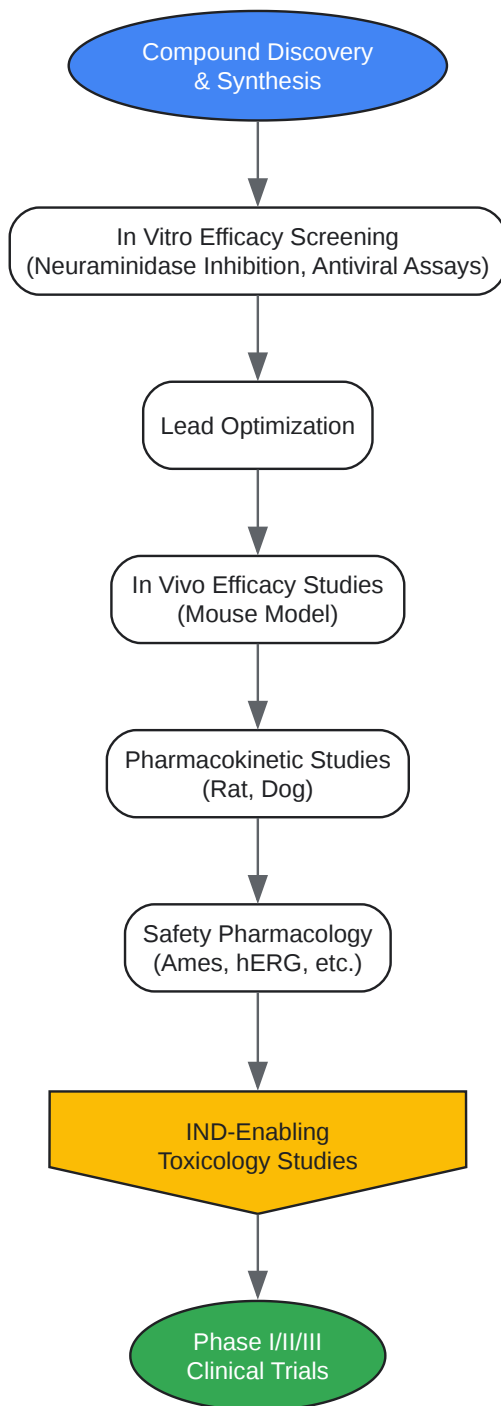 Compound Discovery
& Synthesis
In Vitro Efficacy Screening
(Neuraminidase Inhibition, Antiviral Assays)
Lead Optimization
In Vivo Efficacy Studies
(Mouse Model)
Pharmacokinetic Studies
(Rat, Dog)
Safety Pharmacology
(Ames, hERG, etc.)
IND-Enabling
Toxicology Studies
Phase I/II/III
Clinical Trials